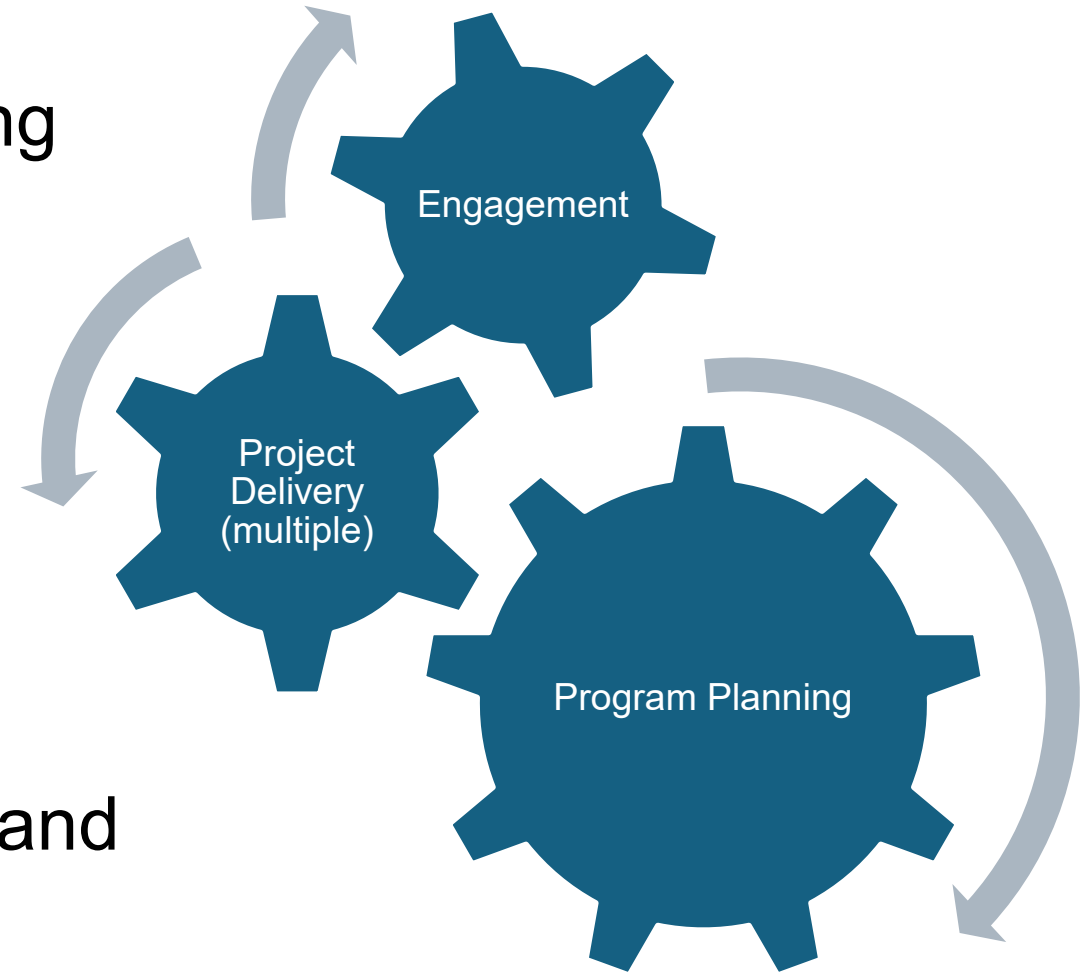 ng
Engagement
Project
Delivery
(multiple)
Program Planning
and